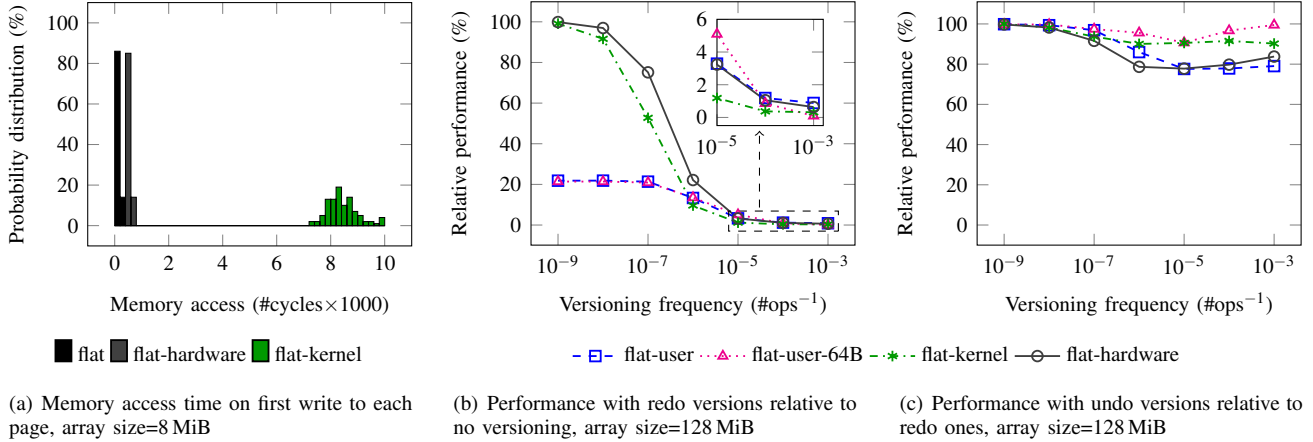 Probability distribution (%)
100
80
60
40
20
0
0 2 4 6 8 10
Memory access (#cycles×1000)
flat flat-hardware flat-kernel
(a) Memory access time on first write to each
page, array size=8 MiB
Relative performance (%)
100
80
60
40
20
0
10⁻⁹ 10⁻⁷ 10⁻⁵ 10⁻³
6
4
2
0
10⁻⁵ 10⁻³
Versioning frequency (#ops⁻¹)
Relative performance (%)
100
80
60
40
20
0
10⁻⁹ 10⁻⁷ 10⁻⁵ 10⁻³
Versioning frequency (#ops⁻¹)
flat-user flat-user-64B flat-kernel flat-hardware
(b) Performance with redo versions relative to
no versioning, array size=128 MiB
(c) Performance with undo versions relative to
redo ones, array size=128 MiB